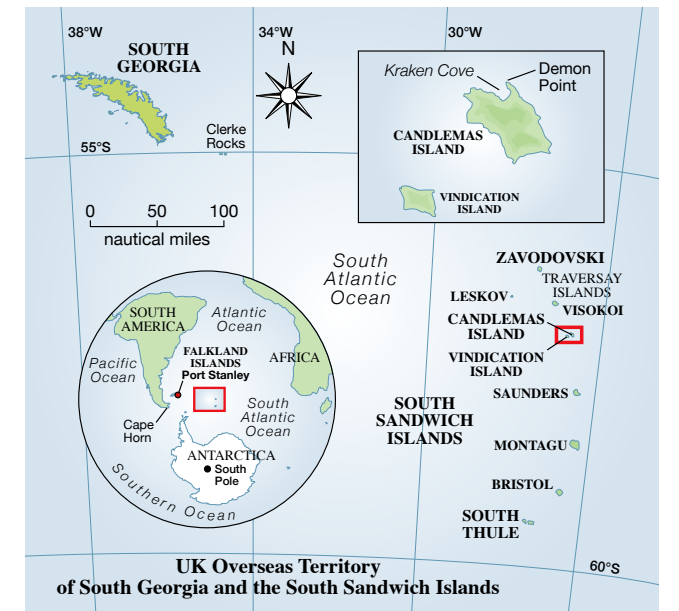 38°W
34°W
30°W
SOUTH
GEORGIA
N
Kraken Cove
Demon
Point
CANDLEMAS
ISLAND
VINDICATION
ISLAND
Clerke
Rocks
55°S
0 50 100
nautical miles
South
Atlantic
Ocean
ZAVODOVSKI
TRAVERSAY
ISLANDS
LESKOV
VISOKOI
CANDLEMAS
ISLAND
VINDICATION
ISLAND
SAUNDERS
SOUTH
SANDWICH
ISLANDS
MONTAGU
BRISTOL
SOUTH
THULE
SOUTH
AMERICA
Atlantic
Ocean
FALKLAND
ISLANDS
Port Stanley
AFRICA
Pacific
Ocean
Cape
Horn
South
Atlantic
Ocean
ANTARCTICA
South
Pole
Southern Ocean
60°S
UK Overseas Territory
of South Georgia and the South Sandwich Islands